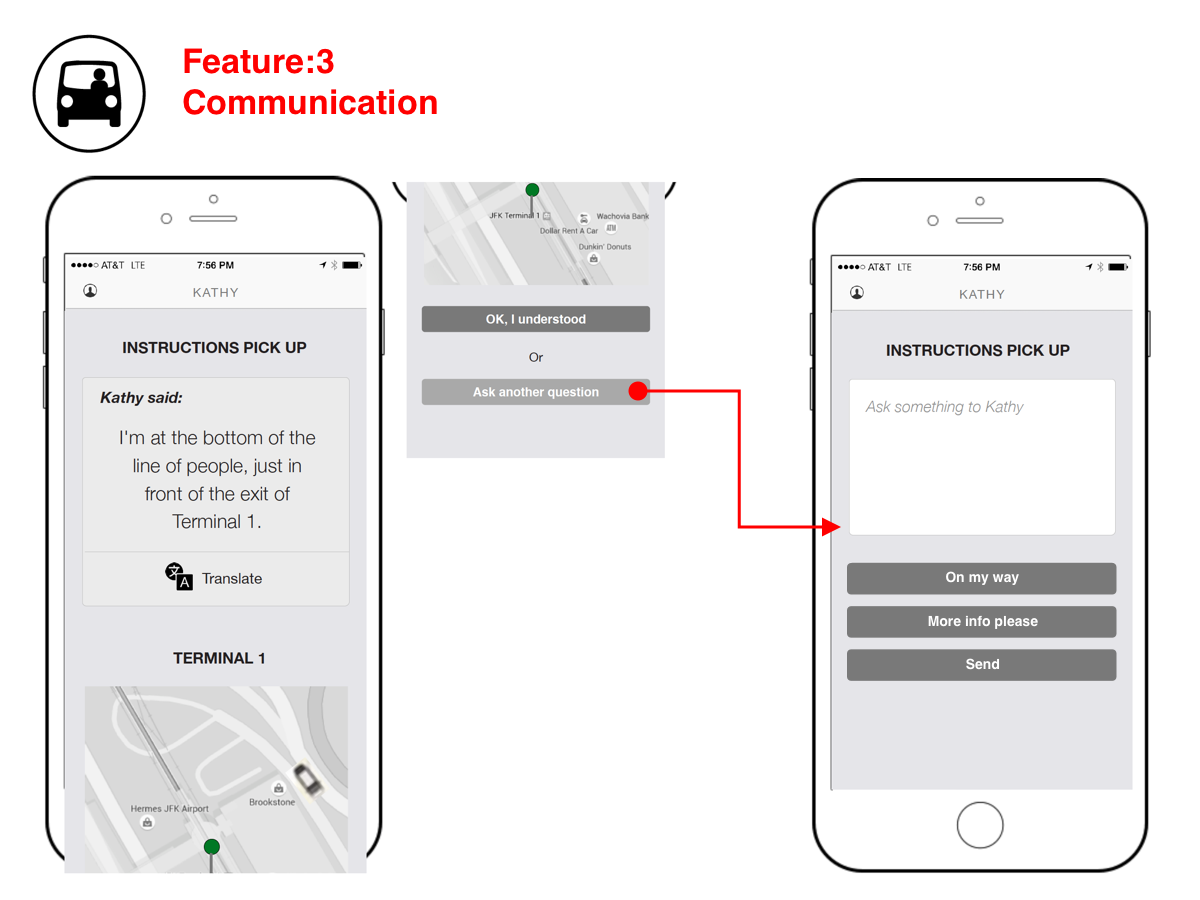 Feature:3
Communication
AT&T LTE 7:56 PM
KATHY
INSTRUCTIONS PICK UP
Kathy said:
I'm at the bottom of the
line of people, just in
front of the exit of
Terminal 1.
文A Translate
TERMINAL 1
Hermes JFK Airport
Brookstone
JFK Terminal 1
Wachovia Bank
ATM
Dollar Rent A Car
Dunkin' Donuts
OK, I understood
Or
Ask another question
AT&T LTE 7:56 PM
KATHY
INSTRUCTIONS PICK UP
Ask something to Kathy
On my way
More info please
Send